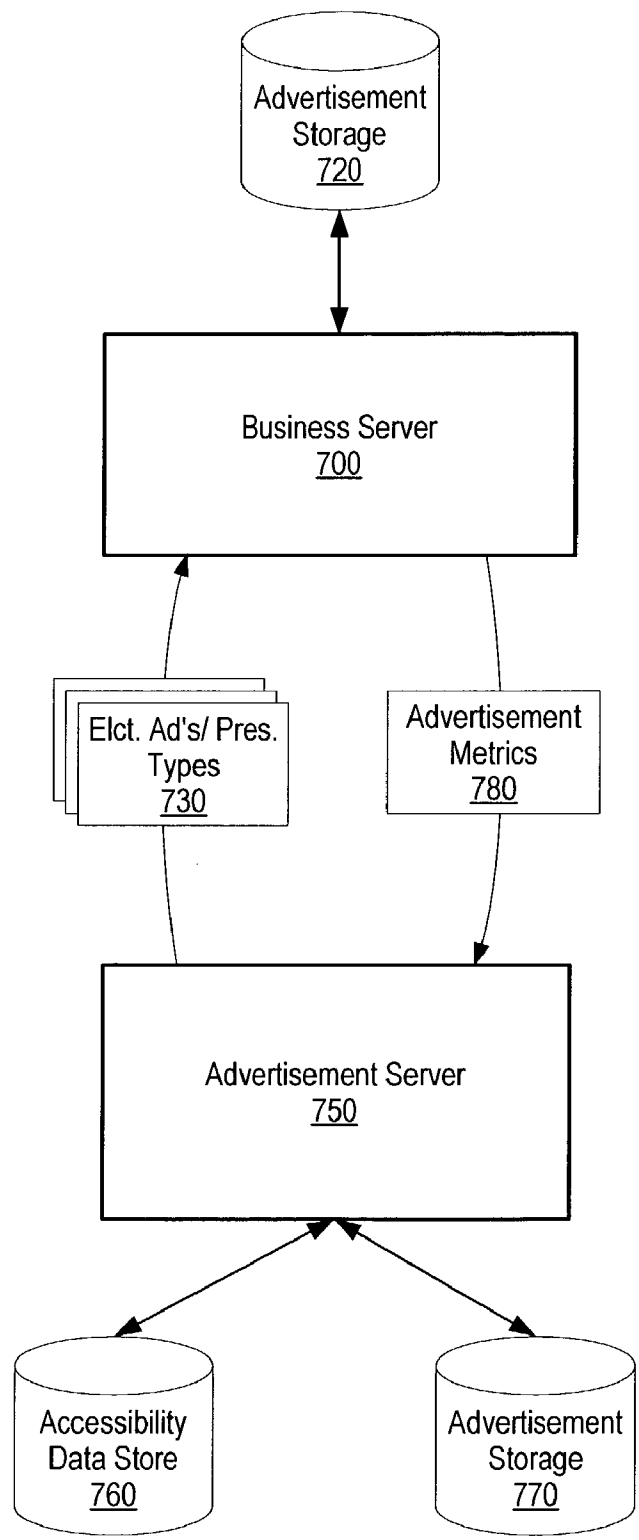 Advertisement
Storage
720
Business Server
700
Elct. Ad's/ Pres.
Types
730
Advertisement
Metrics
780
Advertisement Server
750
Accessibility
Data Store
760
Advertisement
Storage
770